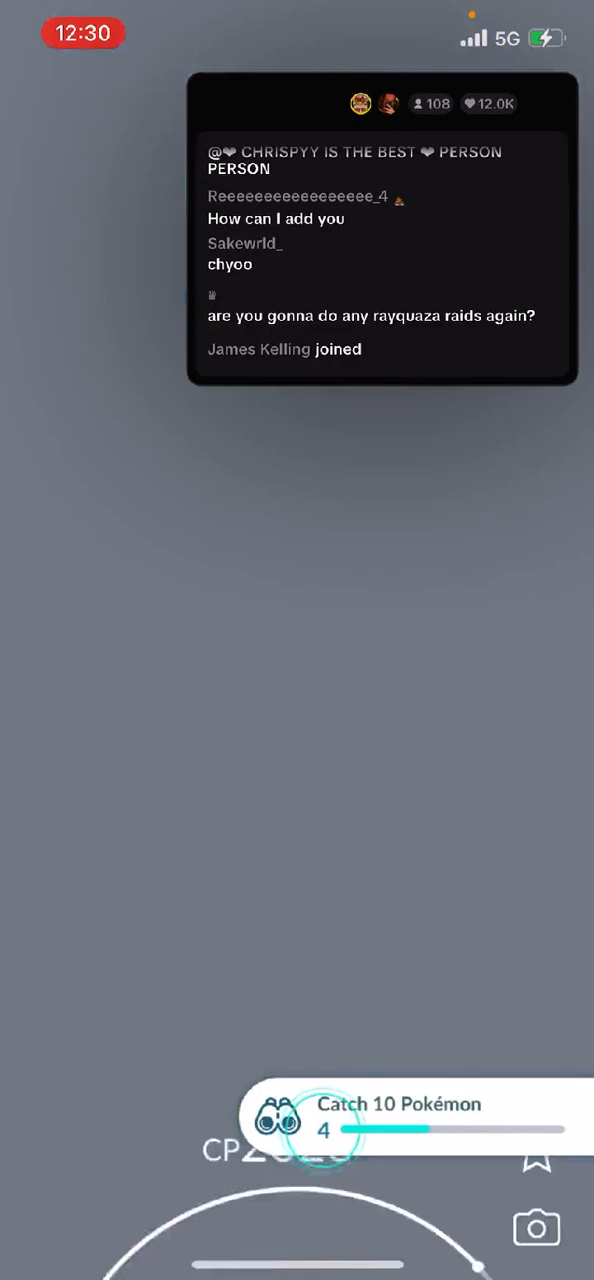 12:30
5G
108
12.0K
@❤ CHRISPYY IS THE BEST ❤ PERSON
PERSON
Reeeeeeeeeeeeeeeee_4
How can I add you
Sakewrld_
chyoo
are you gonna do any rayquaza raids again?
James Kelling joined
Catch 10 Pokémon
4
CP